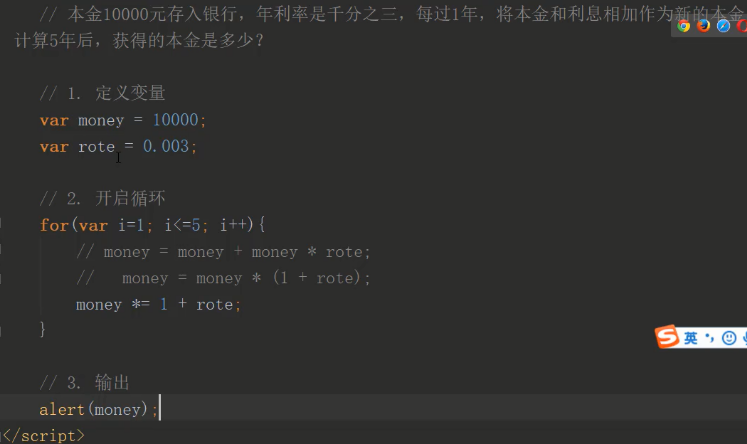 // 本金10000元存入银行，年利率是千分之三，每过1年，将本金和利息相加作为新的本金
计算5年后，获得的本金是多少？
// 1. 定义变量
var money = 10000;
var rote = 0.003;
// 2. 开启循环
for(var i=1; i<=5; i++){
// money = money + money * rote;
// money = money * (1 + rote);
money *= 1 + rote;
}
// 3. 输出
alert(money);
</script>
英